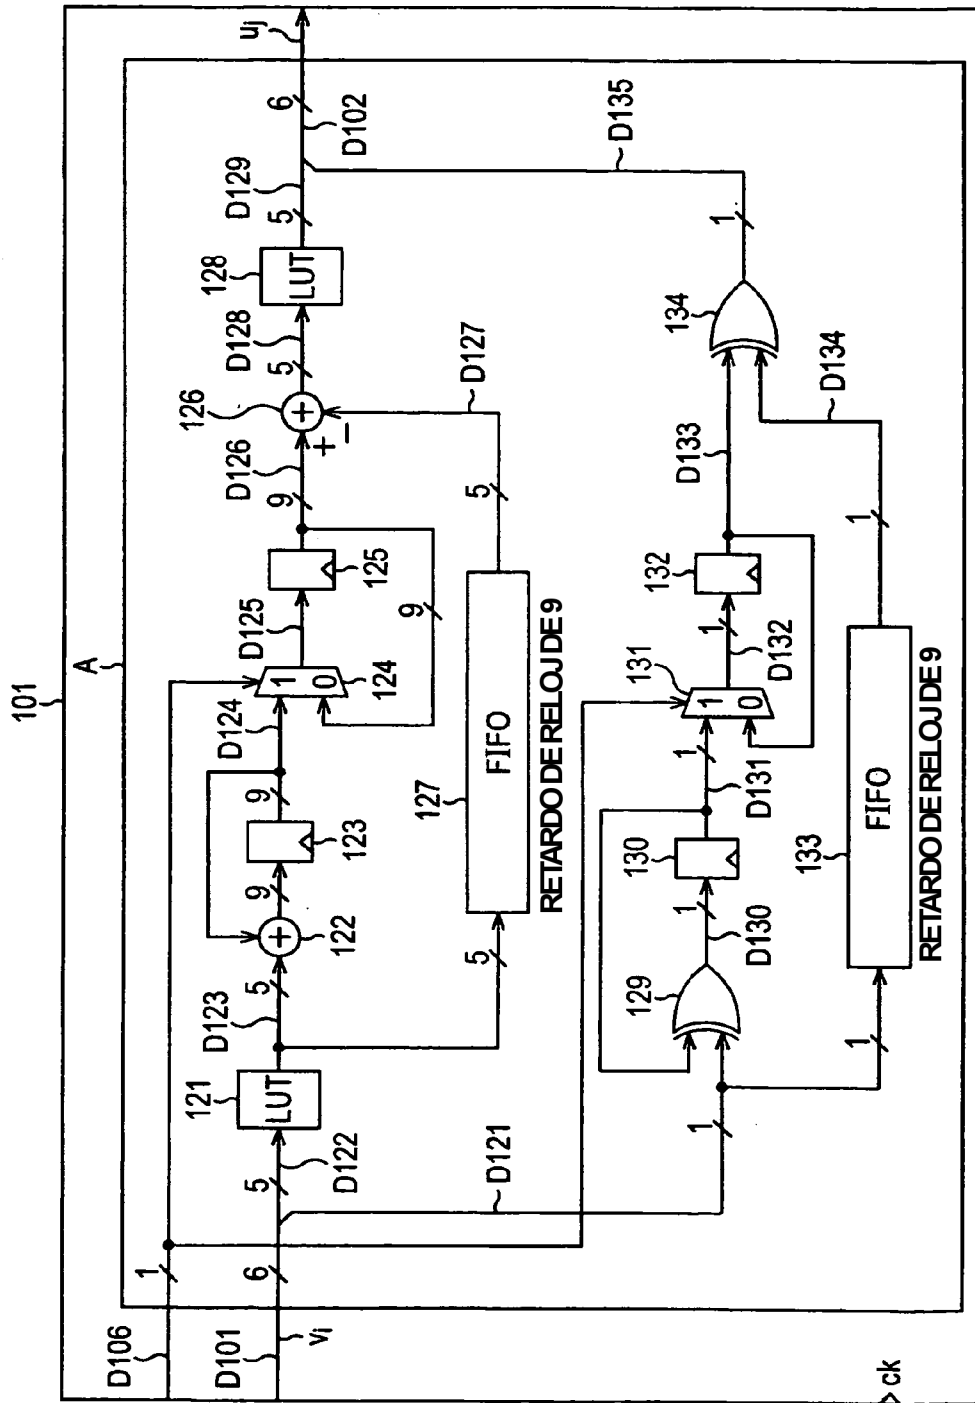 101
A
D106
1
D101
6
vi
D122
5
D121
121
LUT
D123
5
122
+
9
123
9
D124
1
0
124
D125
125
9
D126
9
126
+
+
−
D128
5
128
LUT
D129
5
D102
6
uj
5
127
FIFO
RETARDO DE RELOJ DE 9
5
D127
D135
1
1
129
D130
1
130
D131
1
131
1
0
D132
1
132
D133
134
D134
1
133
FIFO
RETARDO DE RELOJ DE 9
1
ck